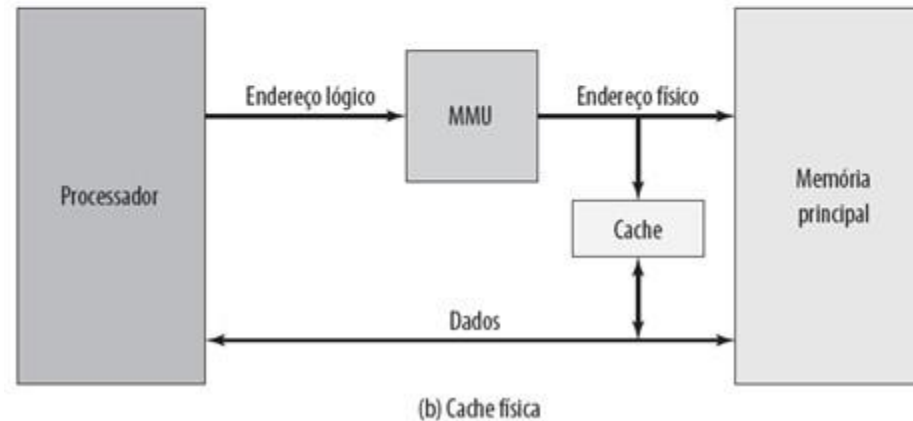 Endereço lógico
Endereço físico
MMU
Processador
Memória
principal
Cache
Dados
(b) Cache física